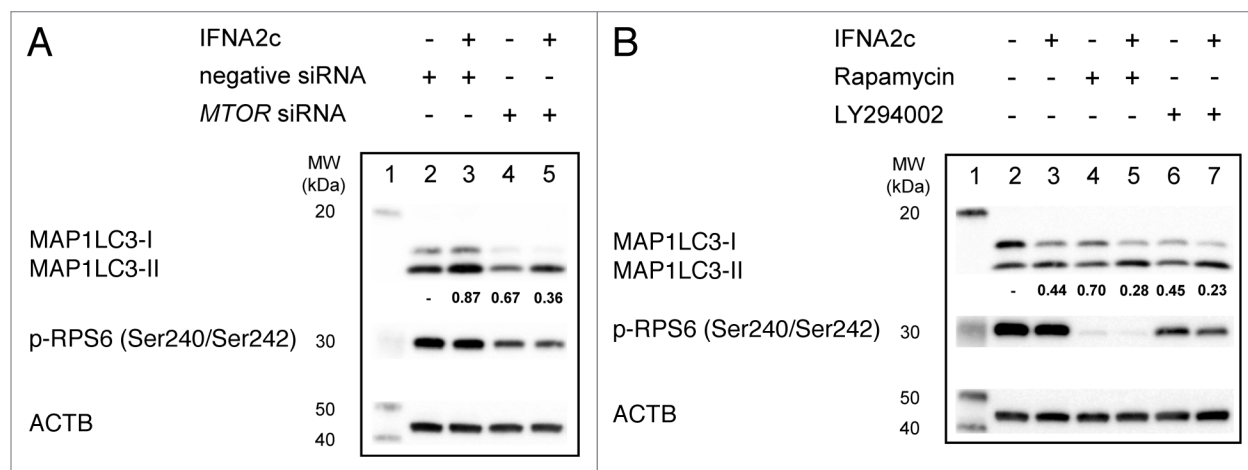 A
IFNA2c - + - +
negative siRNA + + - -
MTOR siRNA - - + +
MW (kDa) 1 2 3 4 5
20
MAP1LC3-I
MAP1LC3-II
- 0.87 0.67 0.36
p-RPS6 (Ser240/Ser242) 30
50
ACTB
40
B
IFNA2c - + - + - +
Rapamycin - - + + - -
LY294002 - - - - + +
MW (kDa) 1 2 3 4 5 6 7
20
MAP1LC3-I
MAP1LC3-II
- 0.44 0.70 0.28 0.45 0.23
p-RPS6 (Ser240/Ser242) 30
50
ACTB
40